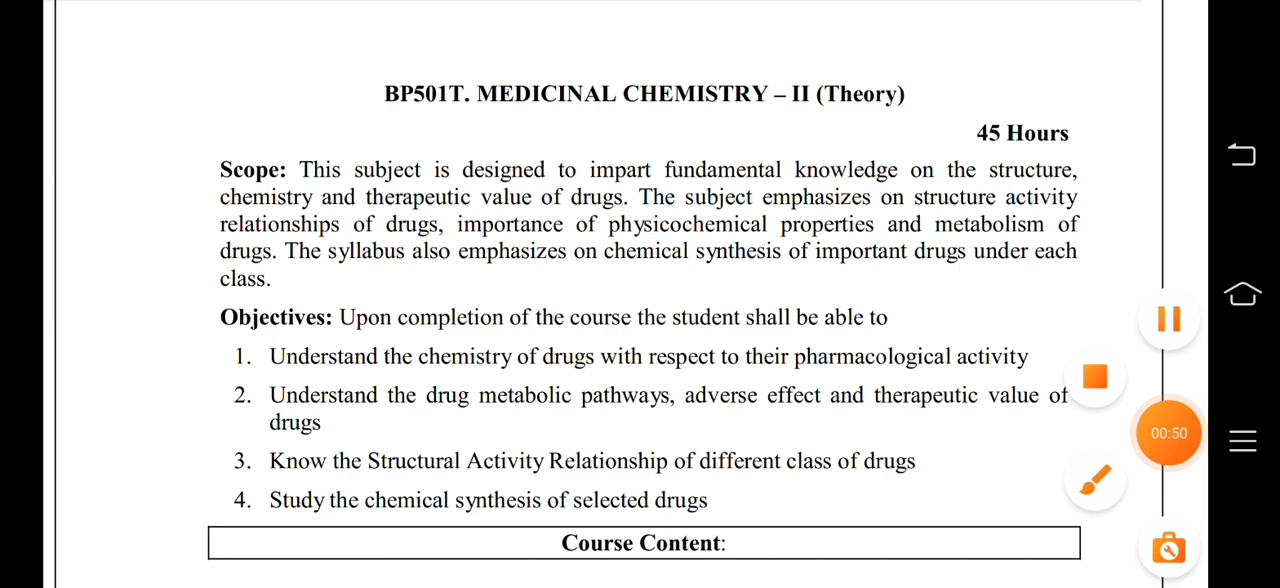 BP501T. MEDICINAL CHEMISTRY – II (Theory)
45 Hours
Scope: This subject is designed to impart fundamental knowledge on the structure,
chemistry and therapeutic value of drugs. The subject emphasizes on structure activity
relationships of drugs, importance of physicochemical properties and metabolism of
drugs. The syllabus also emphasizes on chemical synthesis of important drugs under each
class.
Objectives: Upon completion of the course the student shall be able to
1. Understand the chemistry of drugs with respect to their pharmacological activity
2. Understand the drug metabolic pathways, adverse effect and therapeutic value of
drugs
3. Know the Structural Activity Relationship of different class of drugs
4. Study the chemical synthesis of selected drugs
Course Content:
00:50